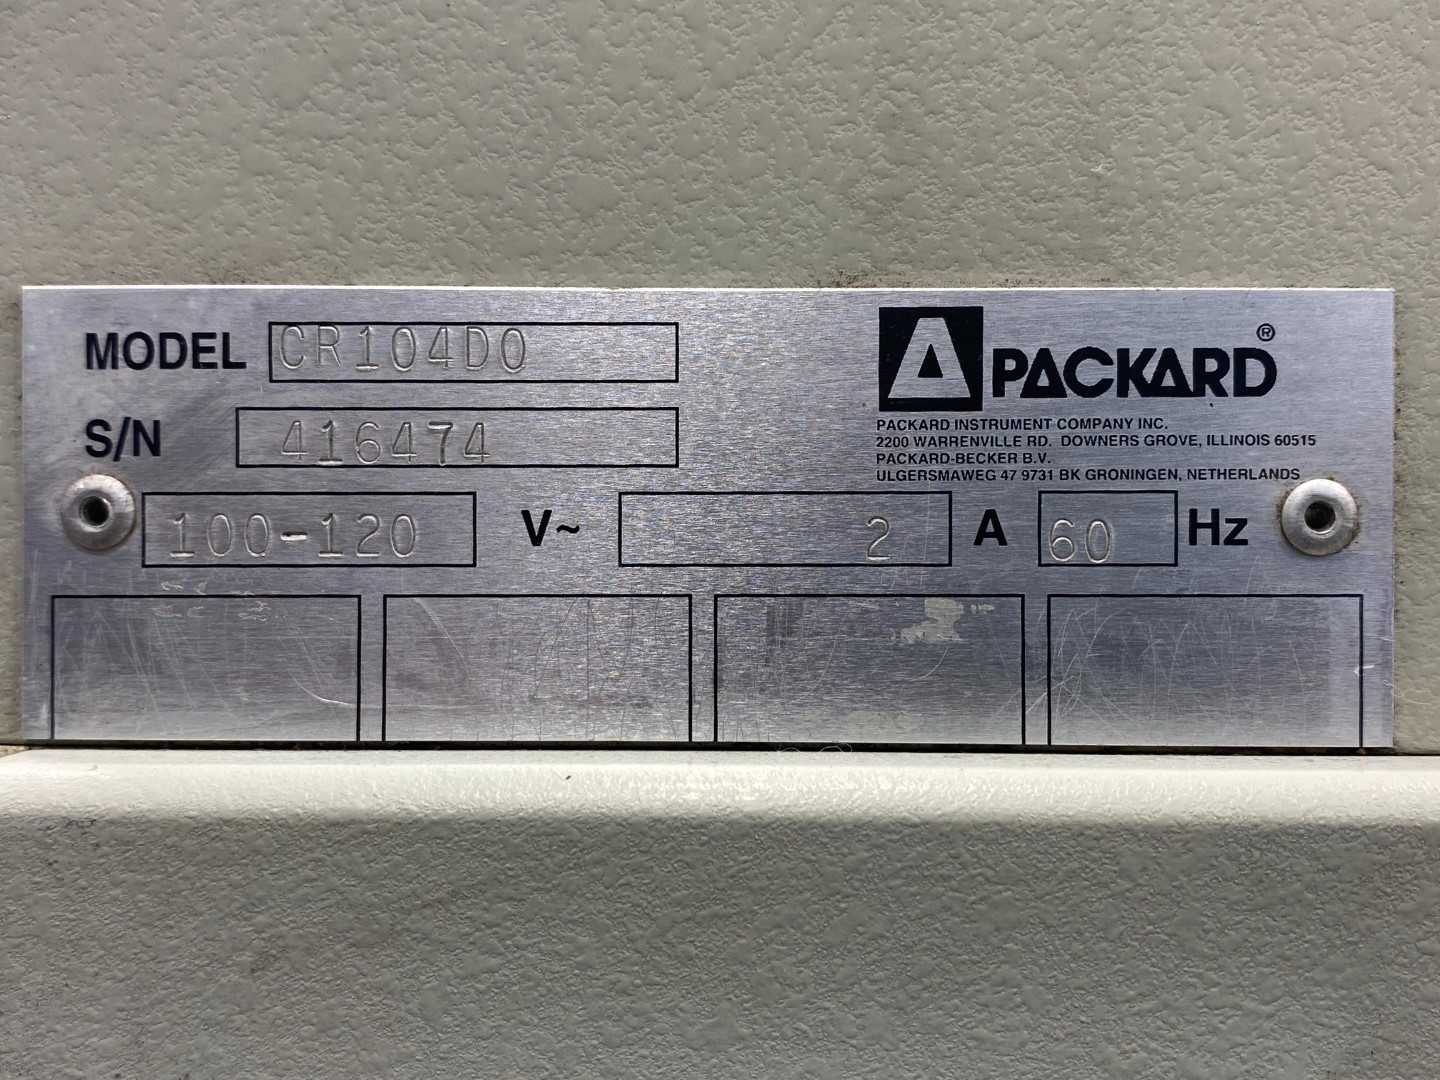 MODEL CR104D0
S/N 416474
100-120 V~ 2 A 60 Hz
PACKARD®
PACKARD INSTRUMENT COMPANY INC.
2200 WARRENVILLE RD. DOWNERS GROVE, ILLINOIS 60515
PACKARD-BECKER B.V.
ULGERSMAWEG 47 9731 BK GRONINGEN, NETHERLANDS